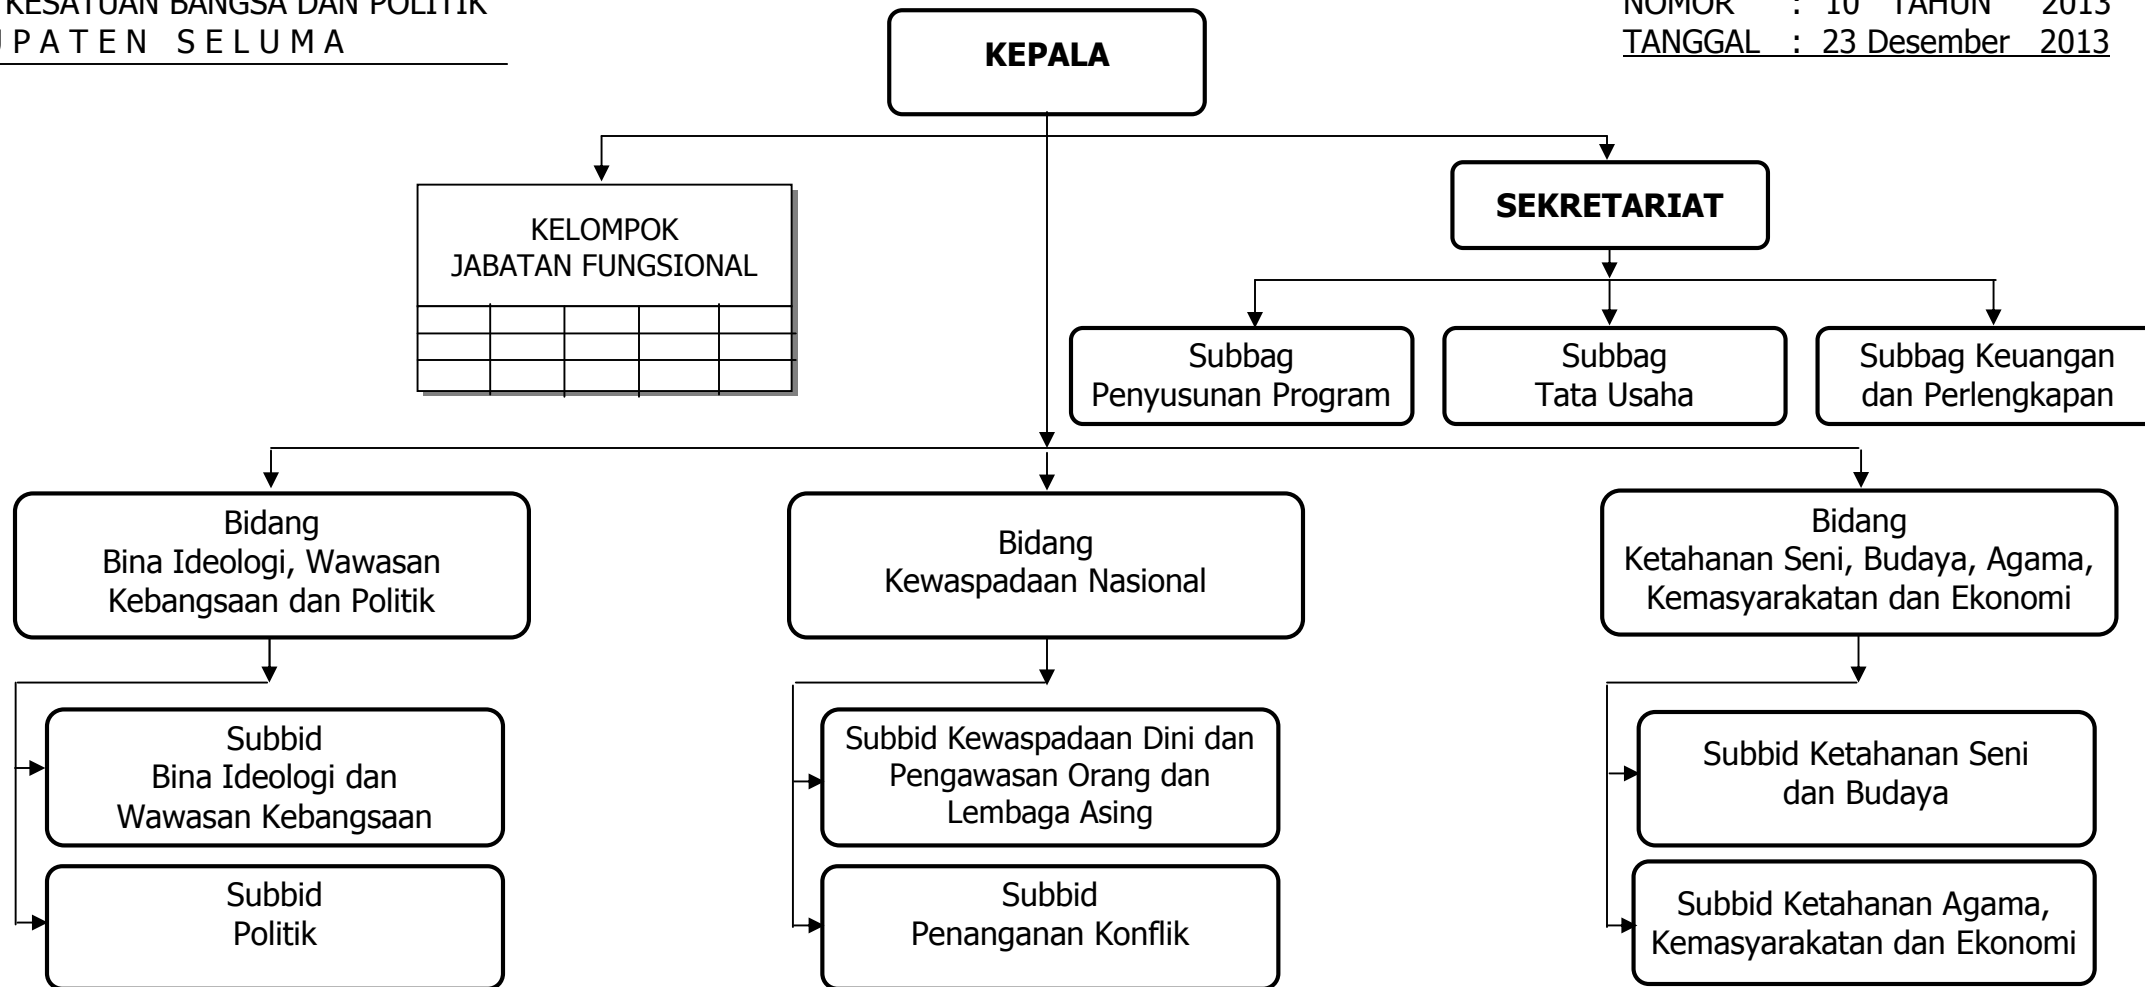 KESATUAN BANGSA DAN POLITIK
U P A T E N S E L U M A
NOMOR : 10 TAHUN 2013
TANGGAL : 23 Desember 2013
KEPALA
KELOMPOK
JABATAN FUNGSIONAL
SEKRETARIAT
Subbag
Penyusunan Program
Subbag
Tata Usaha
Subbag Keuangan
dan Perlengkapan
Bidang
Bina Ideologi, Wawasan
Kebangsaan dan Politik
Bidang
Kewaspadaan Nasional
Bidang
Ketahanan Seni, Budaya, Agama,
Kemasyarakatan dan Ekonomi
Subbid
Bina Ideologi dan
Wawasan Kebangsaan
Subbid Kewaspadaan Dini dan
Pengawasan Orang dan
Lembaga Asing
Subbid Ketahanan Seni
dan Budaya
Subbid
Politik
Subbid
Penanganan Konflik
Subbid Ketahanan Agama,
Kemasyarakatan dan Ekonomi